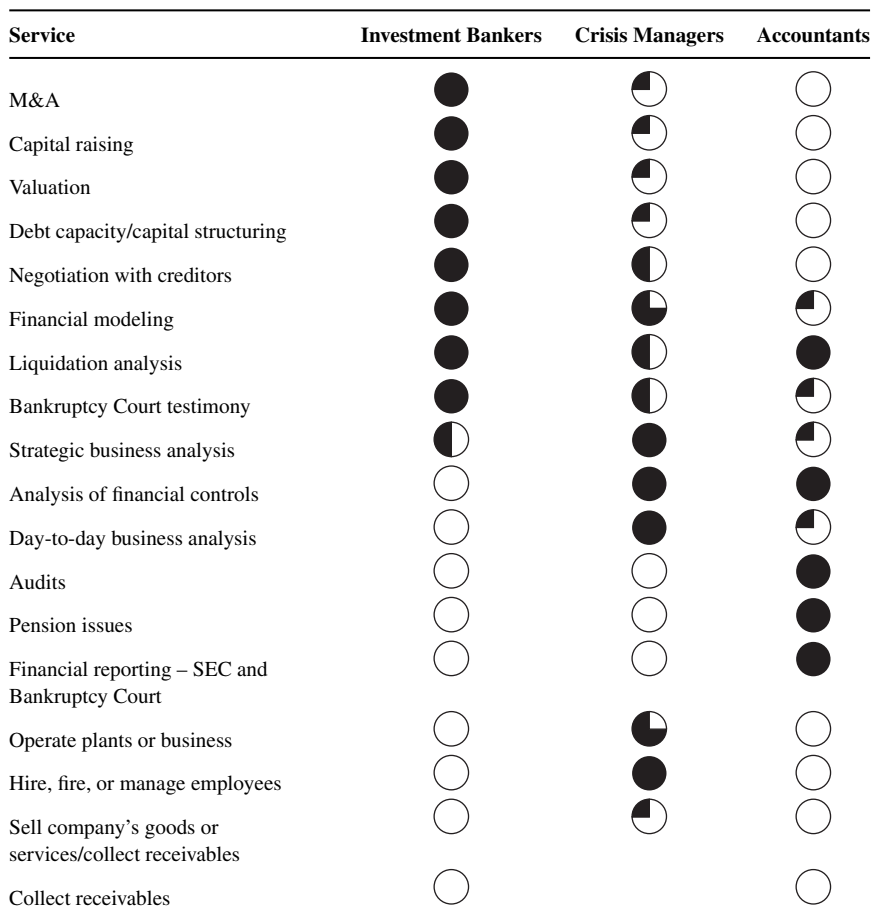 Service Investment Bankers Crisis Managers Accountants
M&A
Capital raising
Valuation
Debt capacity/capital structuring
Negotiation with creditors
Financial modeling
Liquidation analysis
Bankruptcy Court testimony
Strategic business analysis
Analysis of financial controls
Day-to-day business analysis
Audits
Pension issues
Financial reporting – SEC and
Bankruptcy Court
Operate plants or business
Hire, fire, or manage employees
Sell company’s goods or
services/collect receivables
Collect receivables